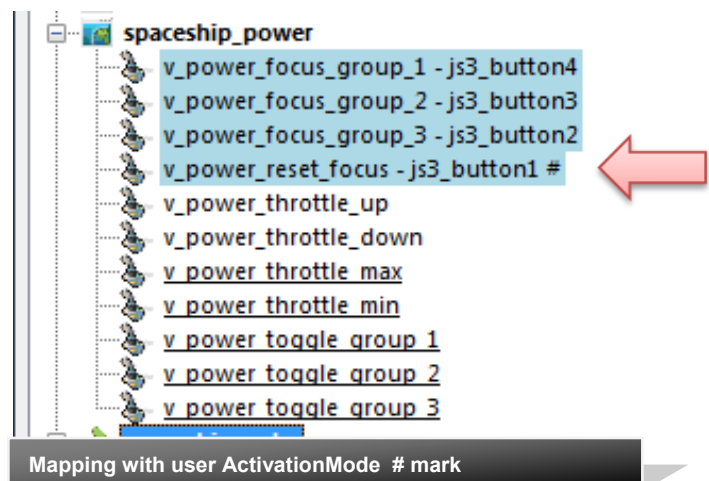 spaceship_power
v_power_focus_group_1 - js3_button4
v_power_focus_group_2 - js3_button3
v_power_focus_group_3 - js3_button2
v_power_reset_focus - js3_button1 #
v_power_throttle_up
v_power_throttle_down
v_power_throttle_max
v_power_throttle_min
v_power_toggle_group_1
v_power_toggle_group_2
v_power_toggle_group_3
Mapping with user ActivationMode # mark